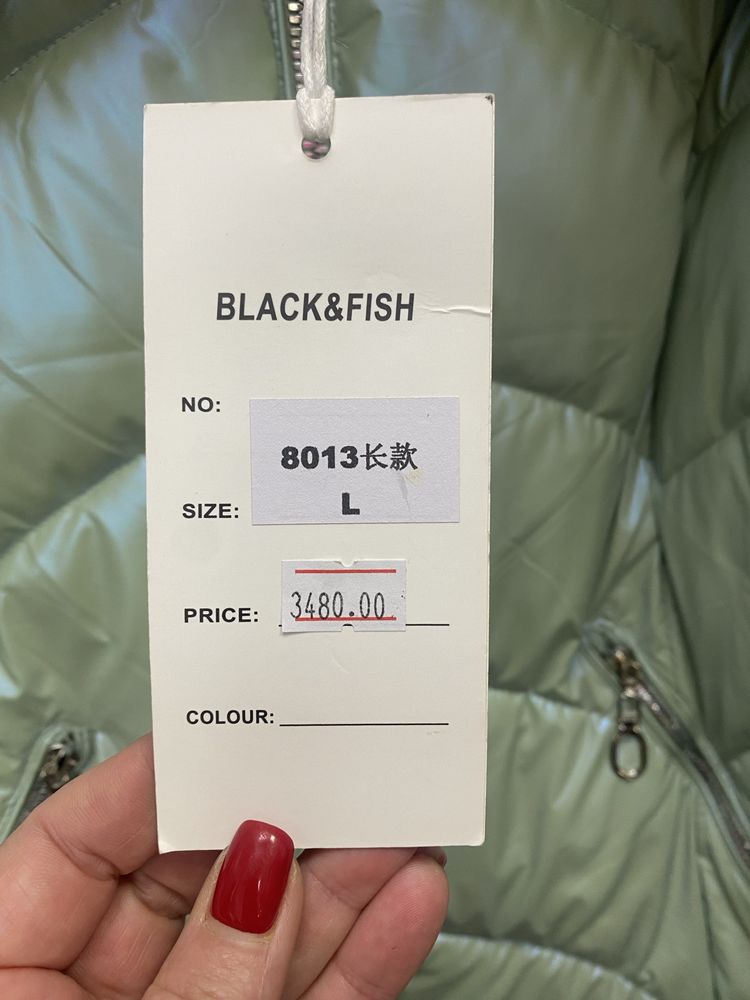 BLACK&FISH
NO:
8013长款
SIZE:
L
PRICE:
3480.00
COLOUR: